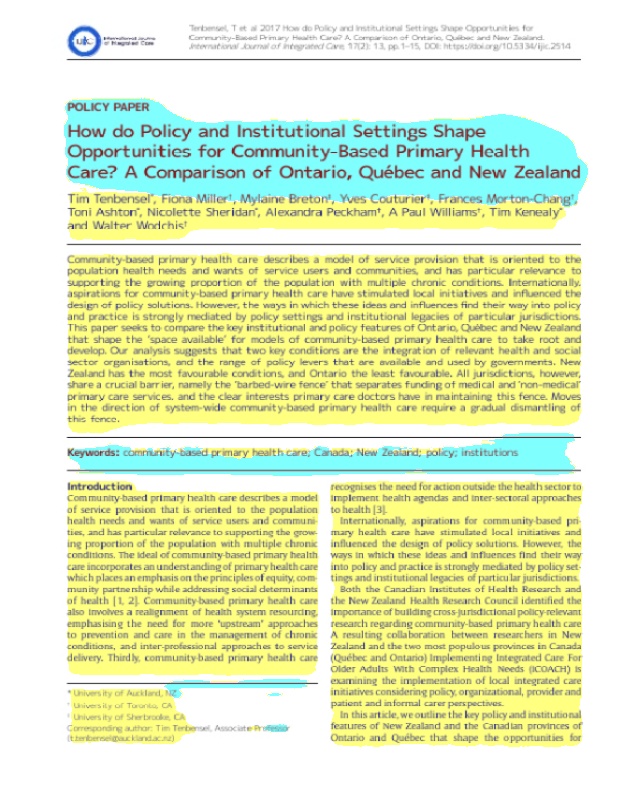 International Journal
of Integrated Care
Tenbensel, T et al 2017 How do Policy and Institutional Settings Shape Opportunities for
Community-Based Primary Health Care? A Comparison of Ontario, Québec and New Zealand.
International Journal of Integrated Care, 17(2): 13, pp.1–15, DOI: https://doi.org/10.5334/ijic.2514
POLICY PAPER
How do Policy and Institutional Settings Shape
Opportunities for Community-Based Primary Health
Care? A Comparison of Ontario, Québec and New Zealand
Tim Tenbensel*, Fiona Miller†, Mylaine Breton‡, Yves Couturier‡, Frances Morton-Chang†,
Toni Ashton*, Nicolette Sheridan*, Alexandra Peckham†, A Paul Williams†, Tim Kenealy*
and Walter Wodchis†
Community-based primary health care describes a model of service provision that is oriented to the
population health needs and wants of service users and communities, and has particular relevance to
supporting the growing proportion of the population with multiple chronic conditions. Internationally,
aspirations for community-based primary health care have stimulated local initiatives and influenced the
design of policy solutions. However, the ways in which these ideas and influences find their way into policy
and practice is strongly mediated by policy settings and institutional legacies of particular jurisdictions.
This paper seeks to compare the key institutional and policy features of Ontario, Québec and New Zealand
that shape the 'space available' for models of community-based primary health care to take root and
develop. Our analysis suggests that two key conditions are the integration of relevant health and social
sector organisations, and the range of policy levers that are available and used by governments. New
Zealand has the most favourable conditions, and Ontario the least favourable. All jurisdictions, however,
share a crucial barrier, namely the 'barbed-wire fence' that separates funding of medical and 'non-medical'
primary care services, and the clear interests primary care doctors have in maintaining this fence. Moves
in the direction of system-wide community-based primary health care require a gradual dismantling of
this fence.
Keywords: community-based primary health care; Canada; New Zealand; policy; institutions
Introduction
Community-based primary health care describes a model
of service provision that is oriented to the population
health needs and wants of service users and communi-
ties, and has particular relevance to supporting the grow-
ing proportion of the population with multiple chronic
conditions. The ideal of community-based primary health
care incorporates an understanding of primary health care
which places an emphasis on the principles of equity, com-
munity partnership while addressing social determinants
of health [1, 2]. Community-based primary health care
also involves a realignment of health system resourcing,
emphasising the need for more "upstream" approaches
to prevention and care in the management of chronic
conditions, and inter-professional approaches to service
delivery. Thirdly, community-based primary health care
* University of Auckland, NZ
† University of Toronto, CA
‡ University of Sherbrooke, CA
Corresponding author: Tim Tenbensel, Associate Professor
(t.tenbensel@auckland.ac.nz)
recognises the need for action outside the health sector to
implement health agendas and inter-sectoral approaches
to health [3].
Internationally, aspirations for community-based pri-
mary health care have stimulated local initiatives and
influenced the design of policy solutions. However, the
ways in which these ideas and influences find their way
into policy and practice is strongly mediated by policy set-
tings and institutional legacies of particular jurisdictions.
Both the Canadian Institutes of Health Research and
the New Zealand Health Research Council identified the
importance of building cross-jurisdictional policy-relevant
research regarding community-based primary health care
A resulting collaboration between researchers in New
Zealand and the two most populous provinces in Canada
(Québec and Ontario) Implementing Integrated Care For
Older Adults With Complex Health Needs (iCOACH) is
examining the implementation of local integrated care
initiatives considering policy, organizational, provider and
patient and informal carer perspectives.
In this article, we outline the key policy and institutional
features of New Zealand and the Canadian provinces of
Ontario and Québec that shape the opportunities for